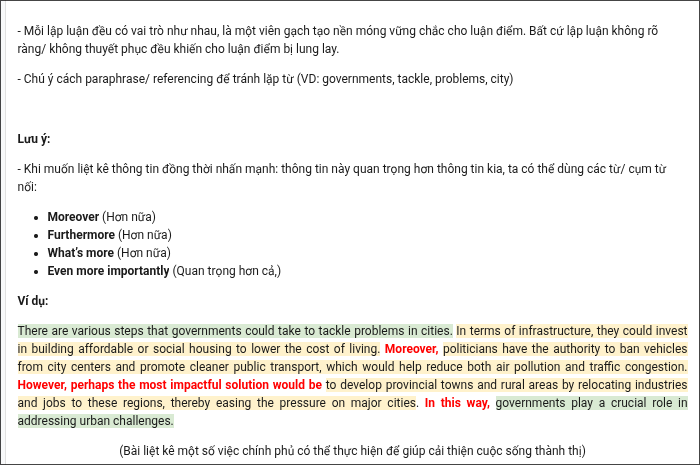 - Mỗi lập luận đều có vai trò như nhau, là một viên gạch tạo nền móng vững chắc cho luận điểm. Bất cứ lập luận không rõ
ràng/ không thuyết phục đều khiến cho luận điểm bị lung lay.
- Chú ý cách paraphrase/ referencing để tránh lặp từ (VD: governments, tackle, problems, city)
Lưu ý:
- Khi muốn liệt kê thông tin đồng thời nhấn mạnh: thông tin này quan trọng hơn thông tin kia, ta có thể dùng các từ/ cụm từ
nối:
• Moreover (Hơn nữa)
• Furthermore (Hơn nữa)
• What’s more (Hơn nữa)
• Even more importantly (Quan trọng hơn cả,)
Ví dụ:
There are various steps that governments could take to tackle problems in cities. In terms of infrastructure, they could invest
in building affordable or social housing to lower the cost of living. Moreover, politicians have the authority to ban vehicles
from city centers and promote cleaner public transport, which would help reduce both air pollution and traffic congestion.
However, perhaps the most impactful solution would be to develop provincial towns and rural areas by relocating industries
and jobs to these regions, thereby easing the pressure on major cities. In this way, governments play a crucial role in
addressing urban challenges.
(Bài liệt kê một số việc chính phủ có thể thực hiện để giúp cải thiện cuộc sống thành thị)